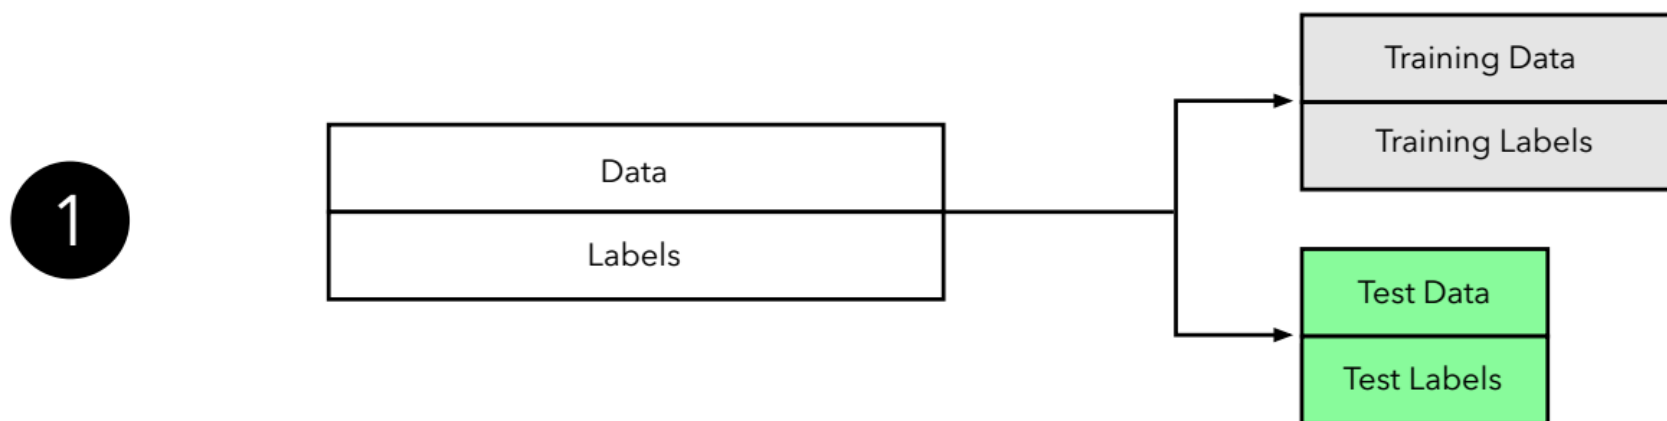 1
Data
Labels
Training Data
Training Labels
Test Data
Test Labels